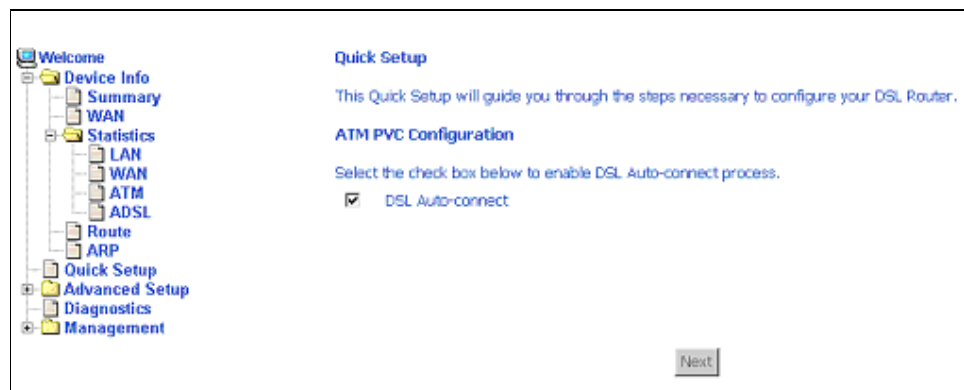 Welcome
Device Info
Summary
WAN
Statistics
LAN
WAN
ATM
ADSL
Route
ARP
Quick Setup
Advanced Setup
Diagnostics
Management
Quick Setup
This Quick Setup will guide you through the steps necessary to configure your DSL Router.
ATM PVC Configuration
Select the check box below to enable DSL Auto-connect process.
DSL Auto-connect
Next